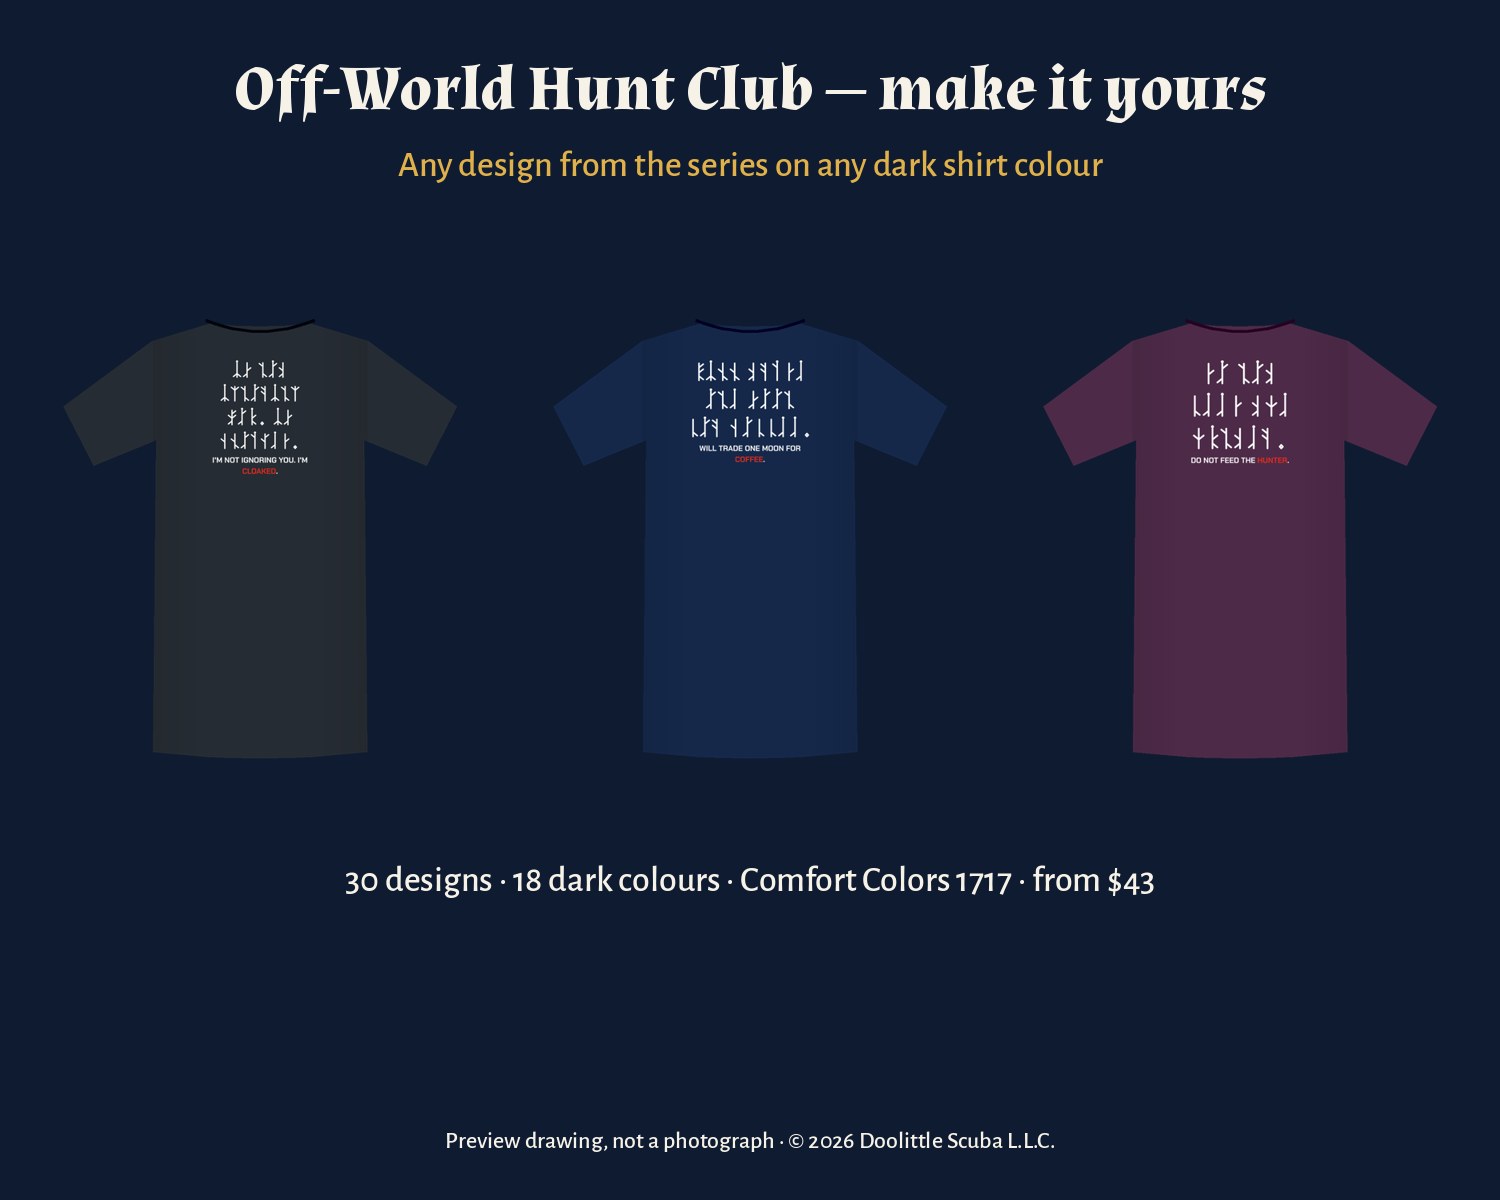 Off-World Hunt Club — make it yours
Any design from the series on any dark shirt colour
I'M NOT IGNORING YOU. I'M
CLOAKED.
WILL TRADE ONE MOON FOR
COFFEE.
DO NOT FEED THE HUNTER.
30 designs · 18 dark colours · Comfort Colors 1717 · from $43
Preview drawing, not a photograph · © 2026 Doolittle Scuba L.L.C.